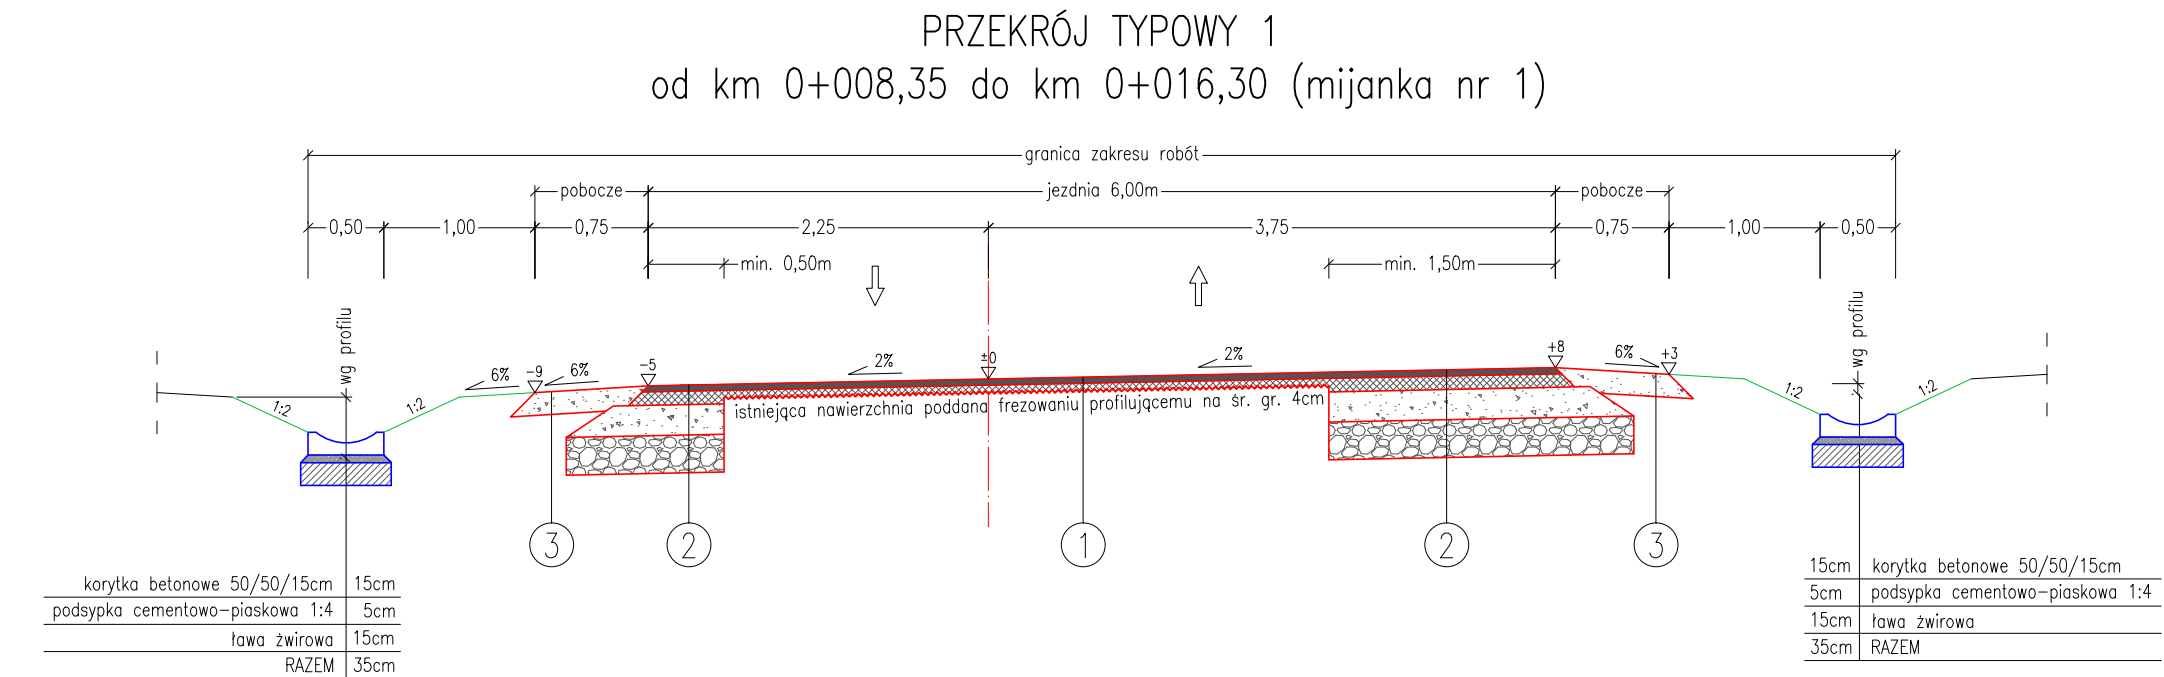 PRZEKRÓJ TYPOWY 1
od km 0+008,35 do km 0+016,30 (mijanka nr 1)
granica zakresu robót
pobocze jezdnia 6,00m pobocze
0,50 1,00 0,75 2,25 3,75 0,75 1,00 0,50
min. 0,50m min. 1,50m
wg profilu wg profilu
1:2 1:2 6% -9 6% -5 2% ±0 2% +8 6% +3 1:2 1:2
istniejąca nawierzchnia poddana frezowaniu profilującemu na śr. gr. 4cm
3 2 1 2 3
korytka betonowe 50/50/15cm 15cm
podsypka cementowo-piaskowa 1:4 5cm
ława żwirowa 15cm
RAZEM 35cm
15cm korytka betonowe 50/50/15cm
5cm podsypka cementowo-piaskowa 1:4
15cm ława żwirowa
35cm RAZEM